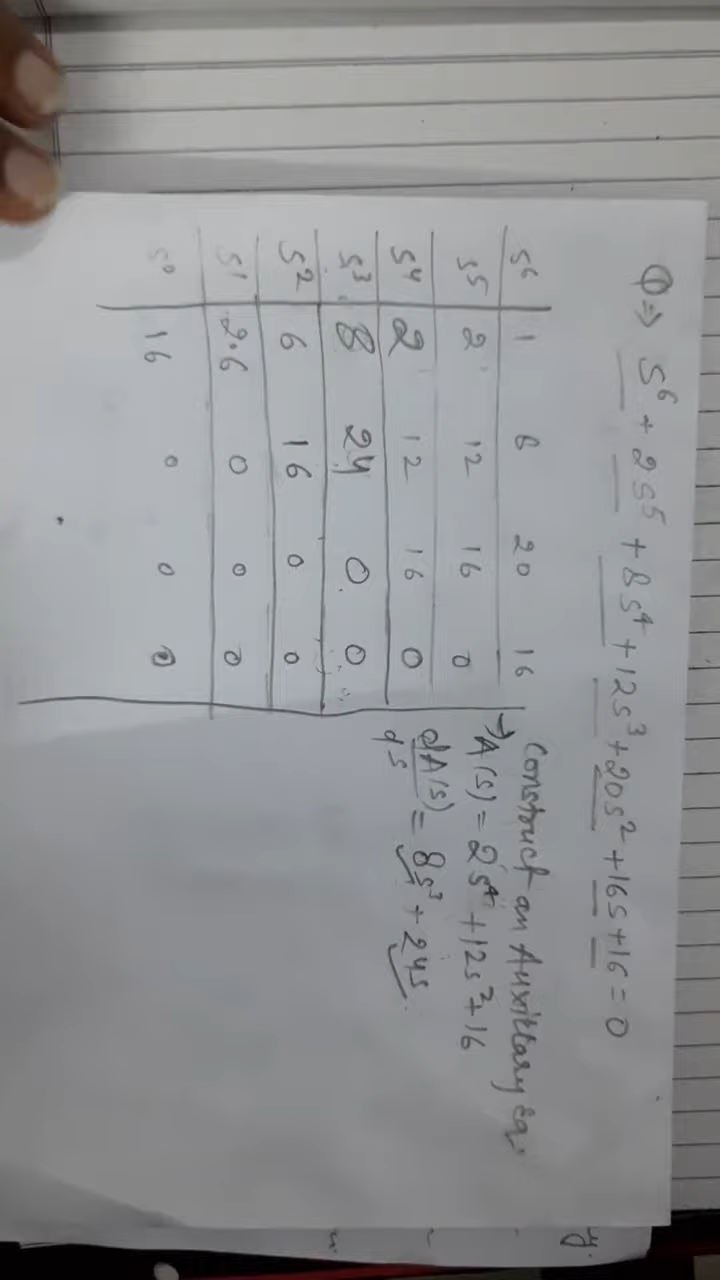 Q⇒ S⁶ + 2S⁵ + 8S⁴ + 12S³ + 20S² + 16S + 16 = 0
S⁶ 1 8 20 16
S⁵ 2 12 16 0
S⁴ 2 12 16 0
S³ 8 24 0 0
S² 6 16 0 0
S¹ 2.6 0 0 0
S⁰ 16 0 0 0
Construct an Auxillary Eq.
→ A(S) = 2S⁴ + 12S² + 16
dA(S)/dS = 8S³ + 24S
y.